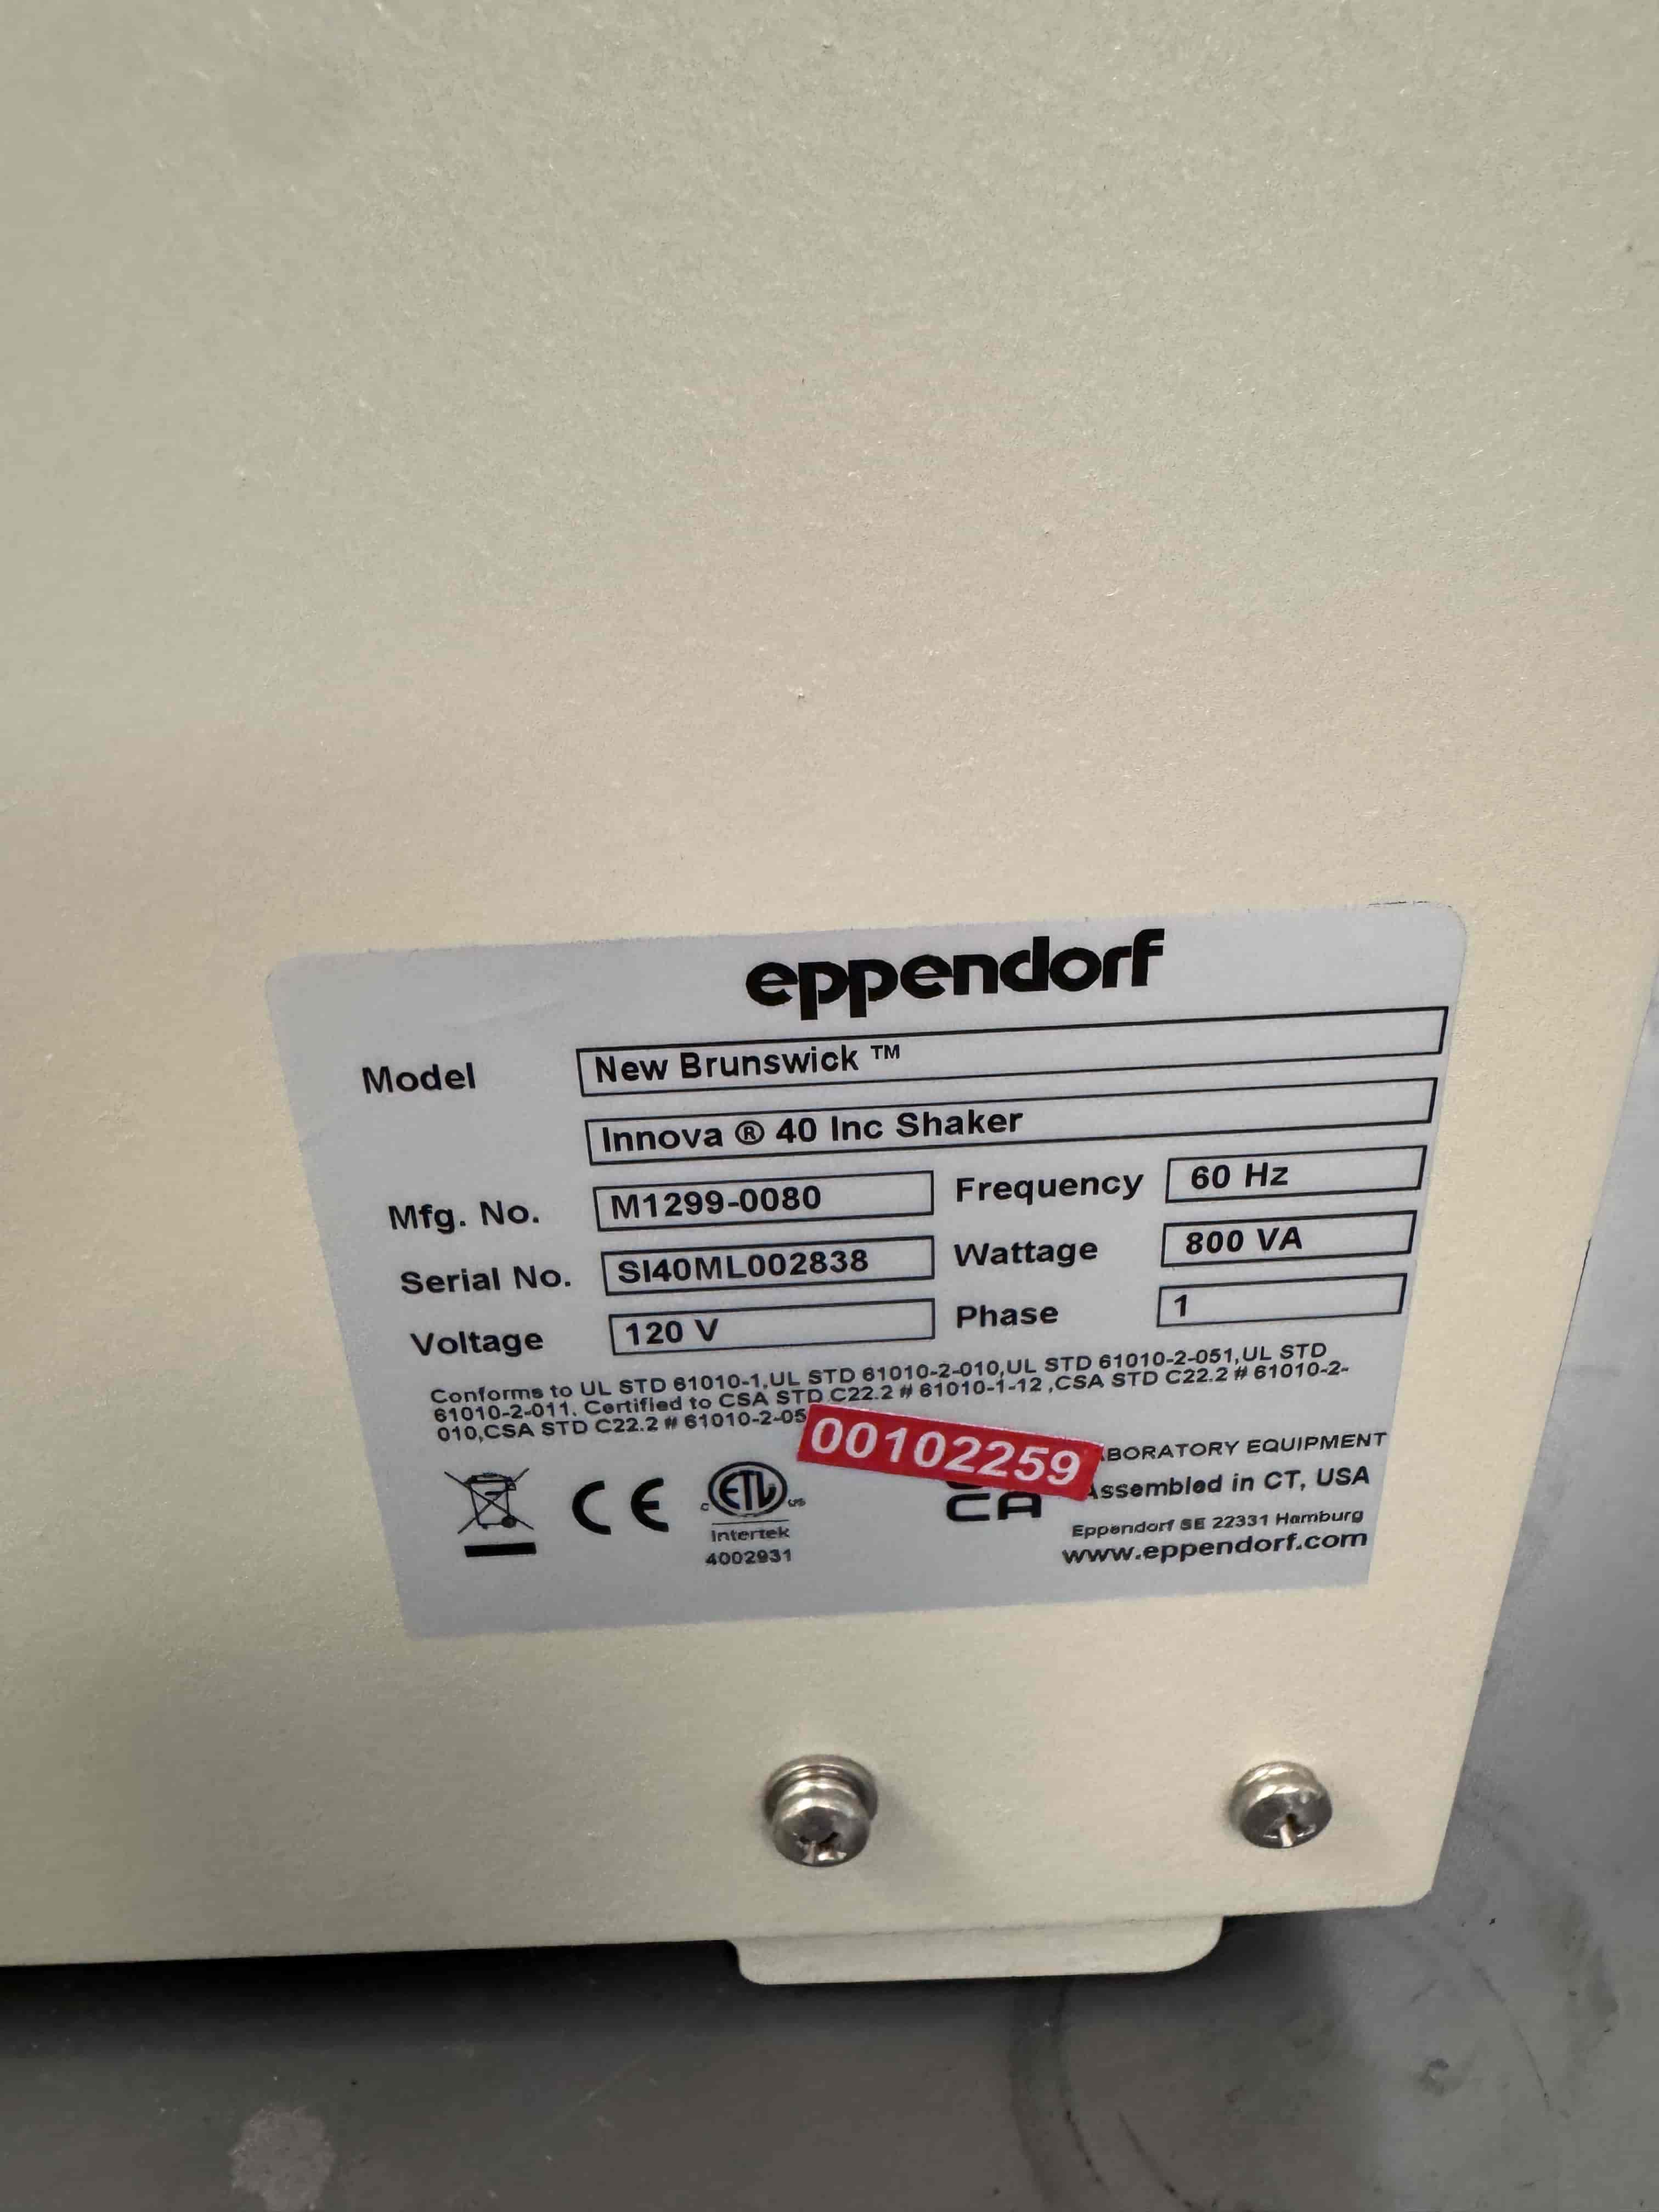 eppendorf
Model New Brunswick ™
Innova ® 40 Inc Shaker
Mfg. No. M1299-0080 Frequency 60 Hz
Serial No. SI40ML002838 Wattage 800 VA
Voltage 120 V Phase 1
Conforms to UL STD 61010-1,UL STD 61010-2-010,UL STD 61010-2-051,UL STD
61010-2-011. Certified to CSA STD C22.2 # 61010-1-12 ,CSA STD C22.2 # 61010-2-
010,CSA STD C22.2 # 61010-2-05
00102259
BORATORY EQUIPMENT
Assembled in CT, USA
CE
c ETL us
CA
Intertek
4002931
Eppendorf SE 22331 Hamburg
www.eppendorf.com